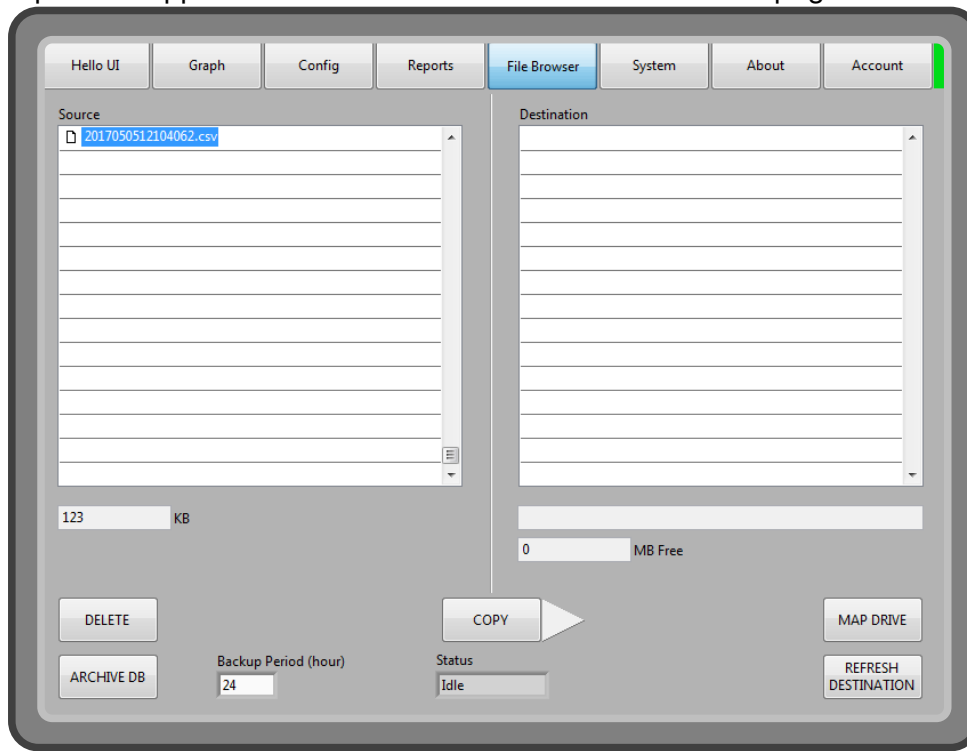 Hello UI Graph Config Reports File Browser System About Account
Source Destination
2017050512104062.csv
123 KB
0 MB Free
DELETE COPY MAP DRIVE
ARCHIVE DB Backup Period (hour) 24 Status Idle REFRESH DESTINATION